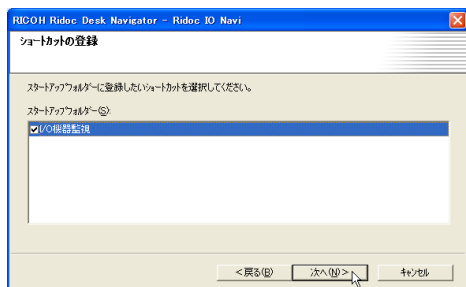 RICOH Ridoc Desk Navigator - Ridoc IO Navi
ショートカットの登録
スタートアップフォルダーに登録したいショートカットを選択してください。
スタートアップフォルダー(S):
I/O機器監視
< 戻る(B)
次へ(N) >
キャンセル